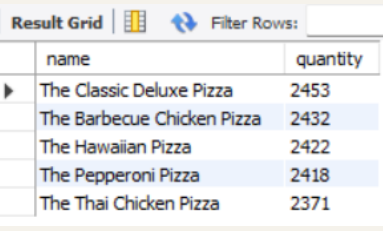 Result Grid Filter Rows:
name quantity
The Classic Deluxe Pizza 2453
The Barbecue Chicken Pizza 2432
The Hawaiian Pizza 2422
The Pepperoni Pizza 2418
The Thai Chicken Pizza 2371